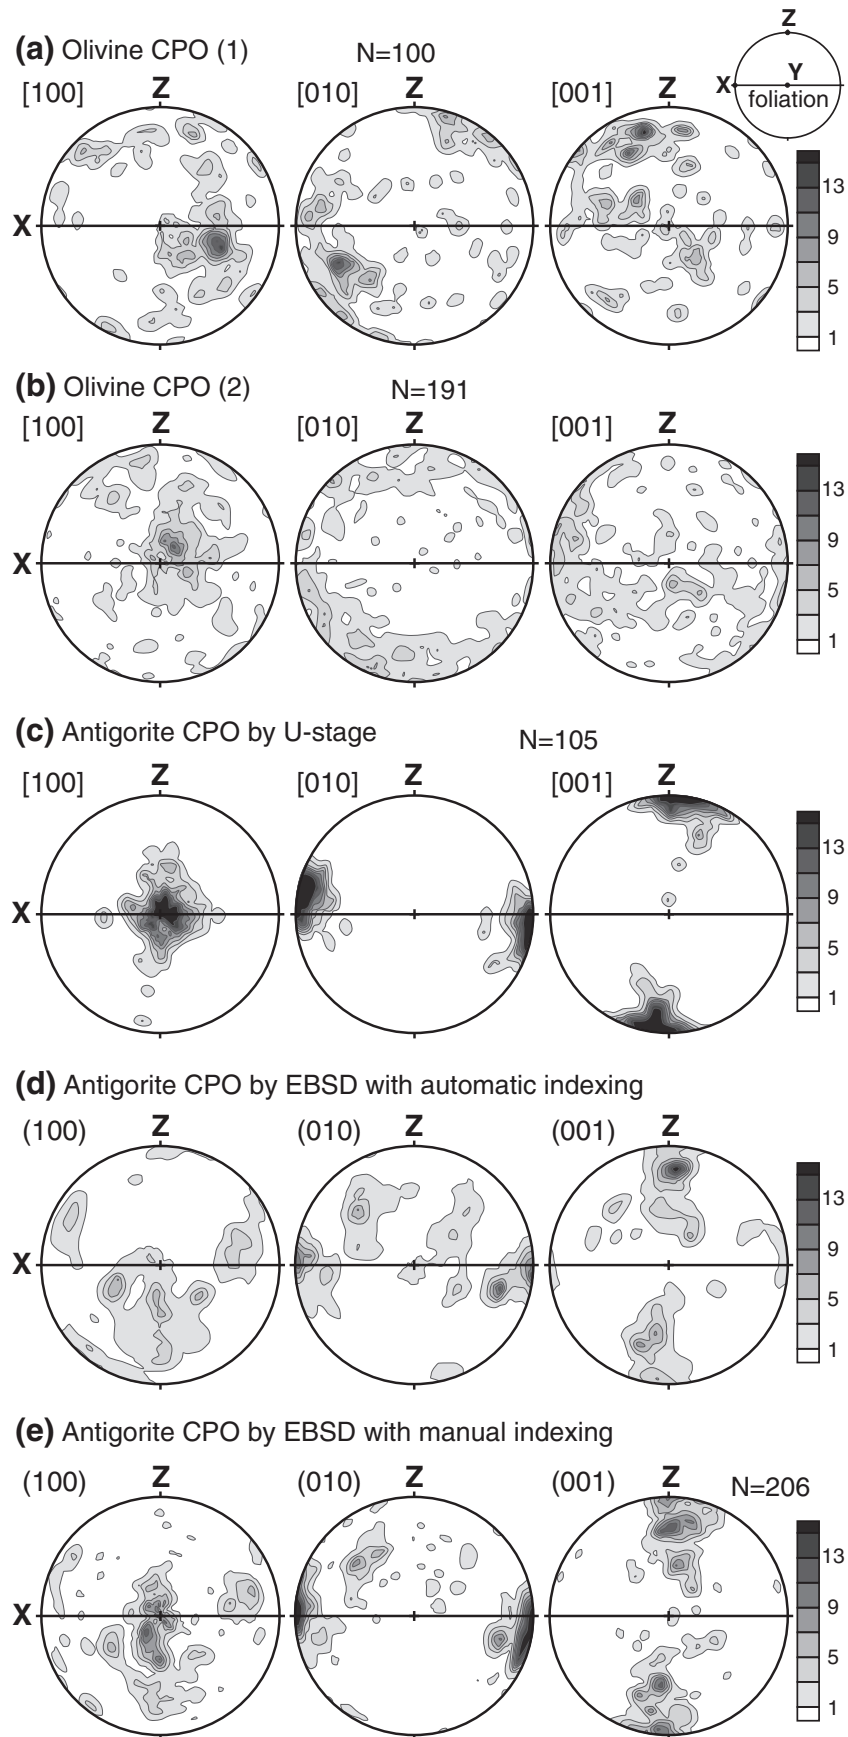 (a) Olivine CPO (1) N=100
[100] Z [010] Z [001] Z
X
Z
X Y
foliation
13
9
5
1
(b) Olivine CPO (2) N=191
[100] Z [010] Z [001] Z
X
13
9
5
1
(c) Antigorite CPO by U-stage N=105
[100] Z [010] Z [001] Z
X
13
9
5
1
(d) Antigorite CPO by EBSD with automatic indexing
(100) Z (010) Z (001) Z
X
13
9
5
1
(e) Antigorite CPO by EBSD with manual indexing
(100) Z (010) Z (001) Z N=206
X
13
9
5
1